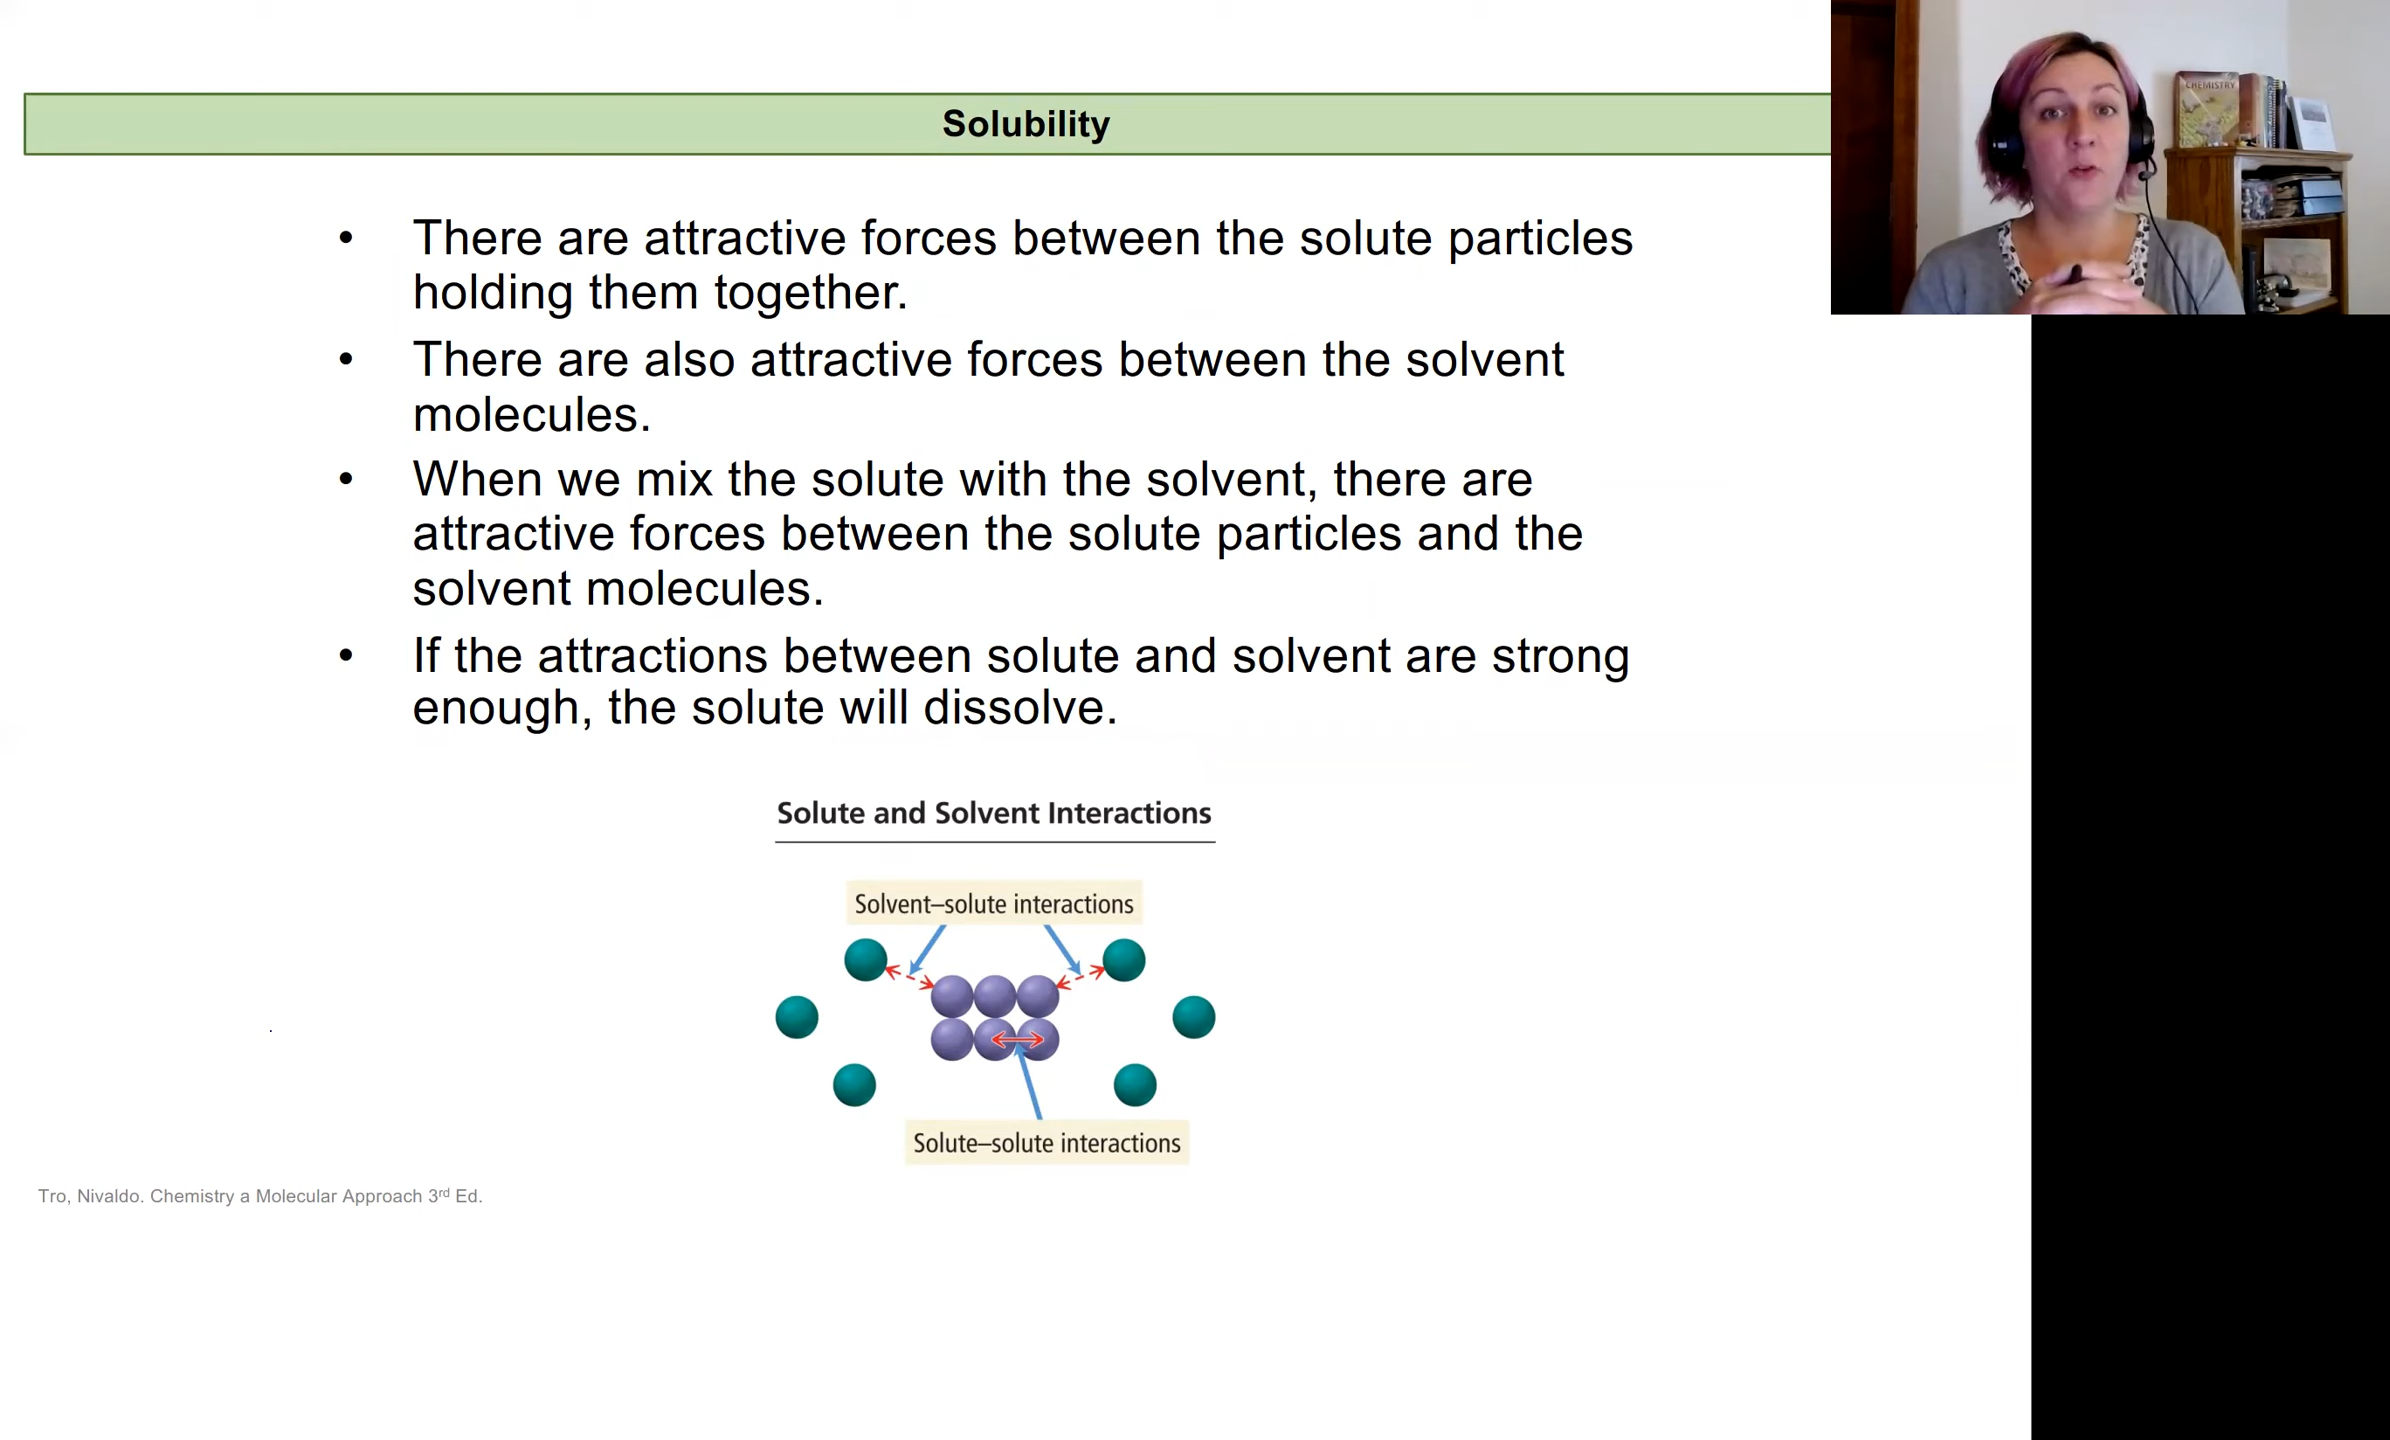 Solubility
CHEMISTRY
• There are attractive forces between the solute particles
holding them together.
• There are also attractive forces between the solvent
molecules.
• When we mix the solute with the solvent, there are
attractive forces between the solute particles and the
solvent molecules.
• If the attractions between solute and solvent are strong
enough, the solute will dissolve.
Solute and Solvent Interactions
Solvent–solute interactions
Solute–solute interactions
Tro, Nivaldo. Chemistry a Molecular Approach 3rd Ed.